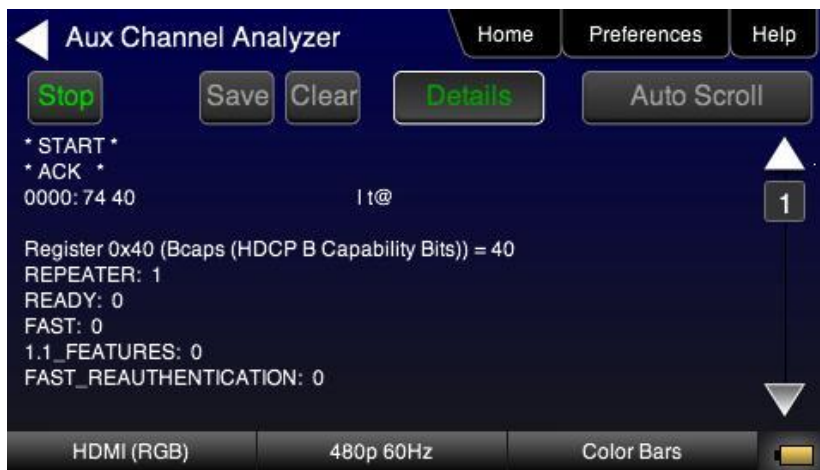 Aux Channel Analyzer Home Preferences Help
Stop Save Clear Details Auto Scroll
* START *
* ACK *
0000: 74 40 | t@
1
Register 0x40 (Bcaps (HDCP B Capability Bits)) = 40
REPEATER: 1
READY: 0
FAST: 0
1.1_FEATURES: 0
FAST_REAUTHENTICATION: 0
HDMI (RGB) 480p 60Hz Color Bars